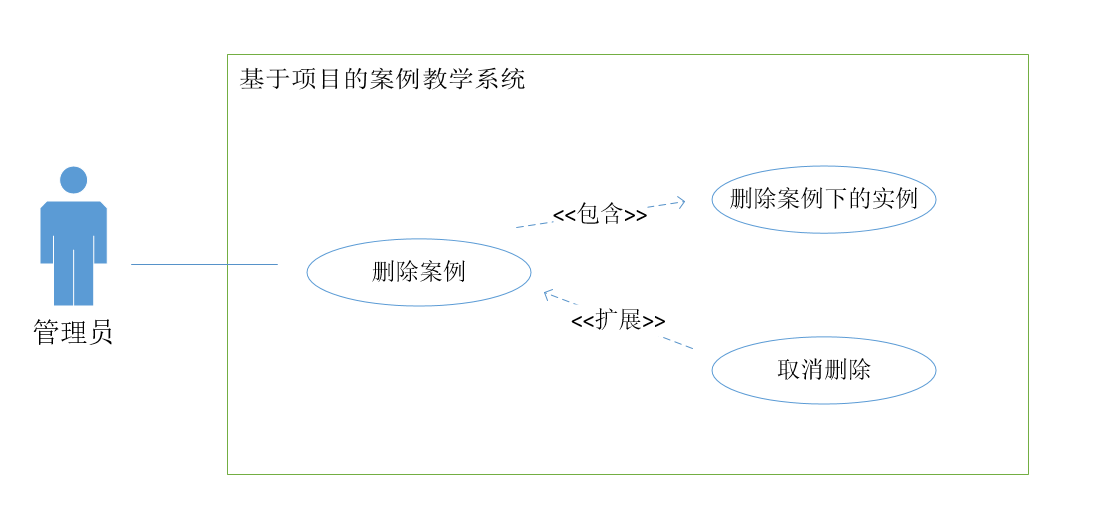 基于项目的案例教学系统
删除案例下的实例
<<包含>>
删除案例
<<扩展>>
管理员
取消删除